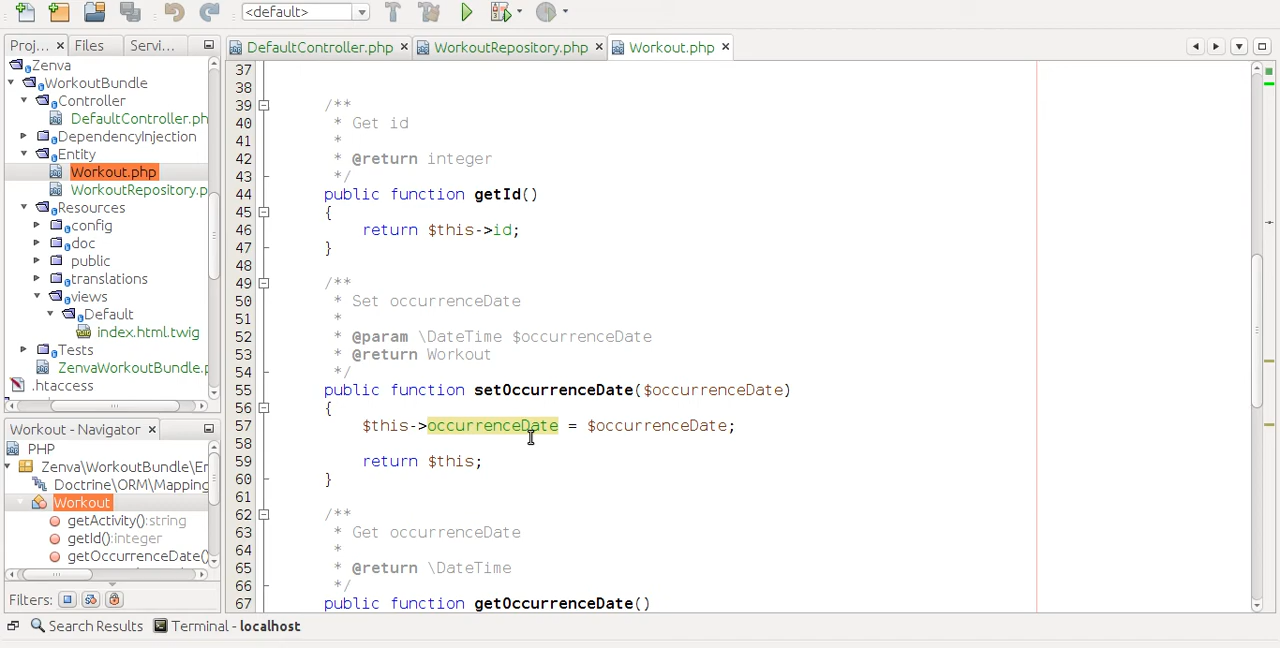 <default>
Proj...
Files
Servi...
DefaultController.php
WorkoutRepository.php
Workout.php
Zenva
WorkoutBundle
Controller
DefaultController.ph
DependencyInjection
Entity
Workout.php
WorkoutRepository.p
Resources
config
doc
public
translations
views
Default
index.html.twig
Tests
ZenvaWorkoutBundle.
.htaccess
Workout - Navigator
PHP
Zenva\WorkoutBundle\Er
Doctrine\ORM\Mapping
Workout
getActivity():string
getId():integer
getOccurrenceDate()
Filters:
37
38
39 /**
40 * Get id
41 *
42 * @return integer
43 */
44 public function getId()
45 {
46 return $this->id;
47 }
48
49 /**
50 * Set occurrenceDate
51 *
52 * @param \DateTime $occurrenceDate
53 * @return Workout
54 */
55 public function setOccurrenceDate($occurrenceDate)
56 {
57 $this->occurrenceDate = $occurrenceDate;
58
59 return $this;
60 }
61
62 /**
63 * Get occurrenceDate
64 *
65 * @return \DateTime
66 */
67 public function getOccurrenceDate()
Search Results
Terminal - localhost